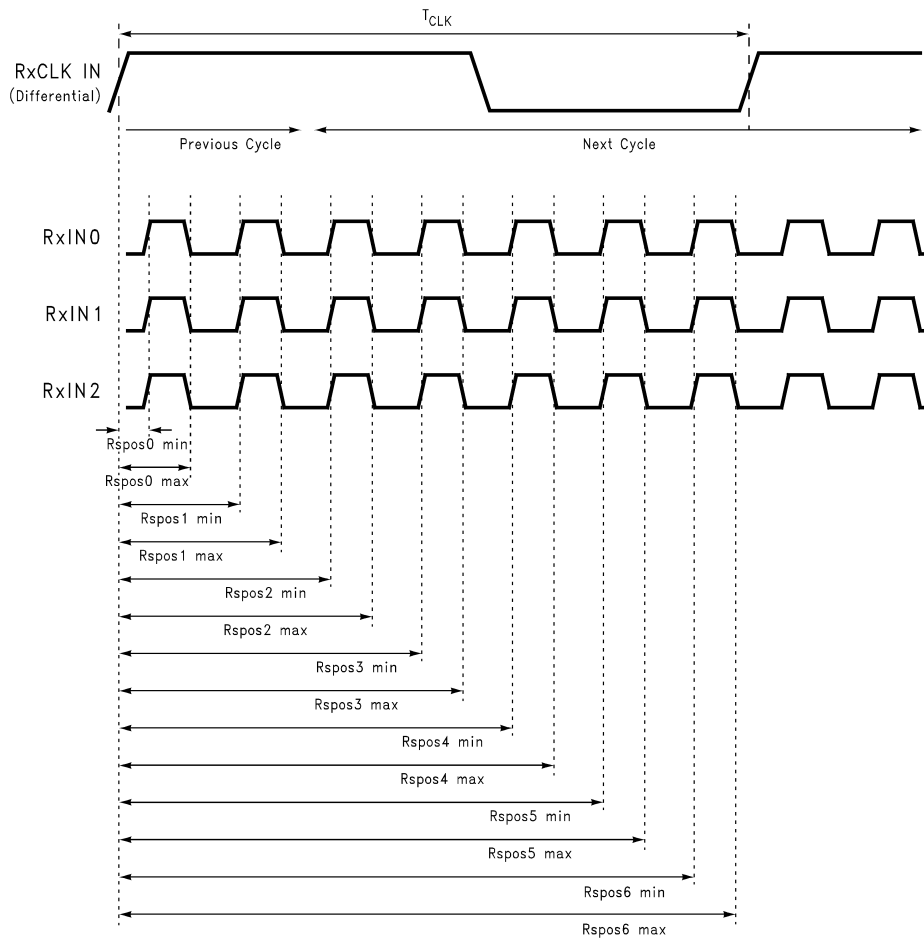 TCLK
RxCLK IN
(Differential)
Previous Cycle
Next Cycle
RxIN0
RxIN1
RxIN2
Rspos0 min
Rspos0 max
Rspos1 min
Rspos1 max
Rspos2 min
Rspos2 max
Rspos3 min
Rspos3 max
Rspos4 min
Rspos4 max
Rspos5 min
Rspos5 max
Rspos6 min
Rspos6 max